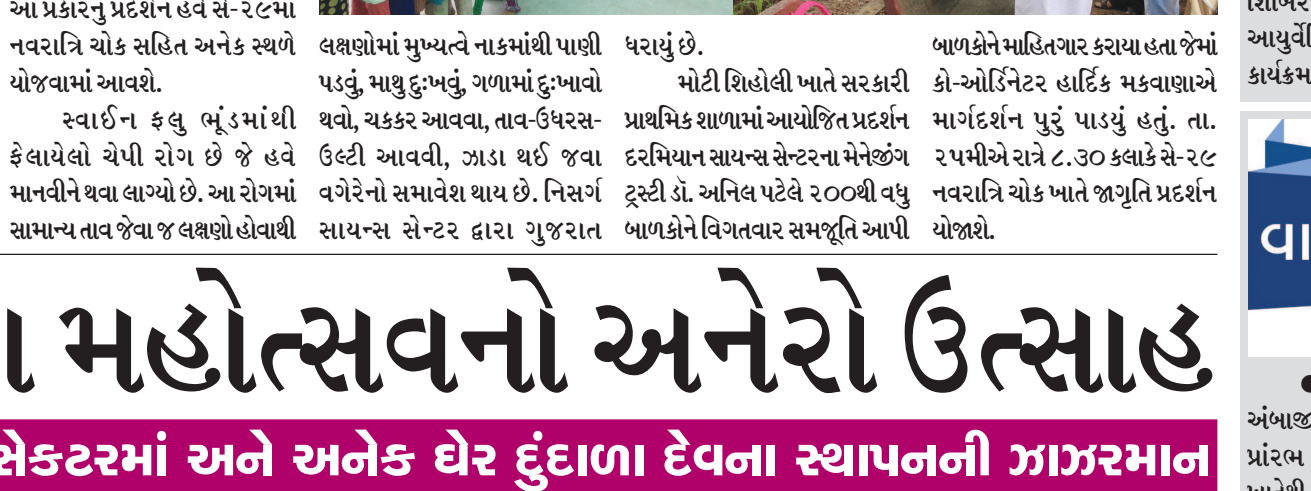 આ પ્રકારનું પ્રદર્શન હવે સે-૨૯માં
નવરાત્રિ ચોક સહિત અનેક સ્થળે
યોજવામાં આવશે.
સ્વાઈન ફલુ ભૂંડમાંથી
ફેલાયેલો ચેપી રોગ છે જે હવે
માનવીને થવા લાગ્યો છે. આ રોગમાં
સામાન્ય તાવ જેવા જ લક્ષણો હોવાથી
લક્ષણોમાં મુખ્યત્વે નાકમાંથી પાણી
પડવું, માથુ દુઃખવું, ગળામાં દુઃખાવો
થવો, ચકકર આવવા, તાવ-ઉધરસ-
ઉલ્ટી આવવી, ઝાડા થઈ જવા
વગેરેનો સમાવેશ થાય છે. નિસર્ગ
સાયન્સ સેન્ટર દ્વારા ગુજરાત
ધરાયું છે.
મોટી શિહોલી ખાતે સરકારી
પ્રાથમિક શાળામાં આયોજિત પ્રદર્શન
દરમિયાન સાયન્સ સેન્ટરના મેનેજીંગ
ટ્રસ્ટી ડૉ. અનિલ પટેલે ૨૦૦થી વધુ
બાળકોને વિગતવાર સમજૂતિ આપી
બાળકોને માહિતગાર કરાયા હતા જેમાં
કો-ઓર્ડિનેટર હાર્દિક મકવાણાએ
માર્ગદર્શન પુરું પાડયું હતું. તા.
૨૫મીએ રાત્રે ૮.૩૦ કલાકે સે-૨૯
નવરાત્રિ ચોક ખાતે જાગૃતિ પ્રદર્શન
યોજાશે.
મહોત્સવનો અનેરો ઉત્સાહ
સેકટરમાં અને અનેક ઘેર દુંદાળા દેવના સ્થાપનની ઝાઝરમાન
શિબિર
આયુર્વે
કાર્યક્રમ
વા
અંબાજી
પ્રારંભ